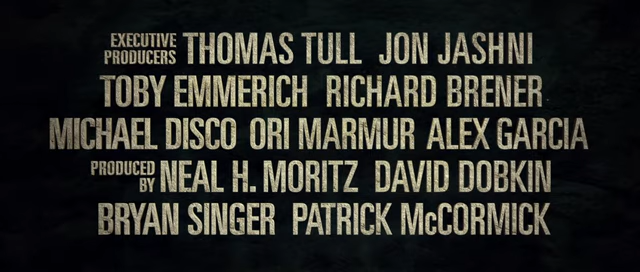 EXECUTIVE PRODUCERS THOMAS TULL JON JASHNI
TOBY EMMERICH RICHARD BRENER
MICHAEL DISCO ORI MARMUR ALEX GARCIA
PRODUCED BY NEAL H. MORITZ DAVID DOBKIN
BRYAN SINGER PATRICK McCORMICK